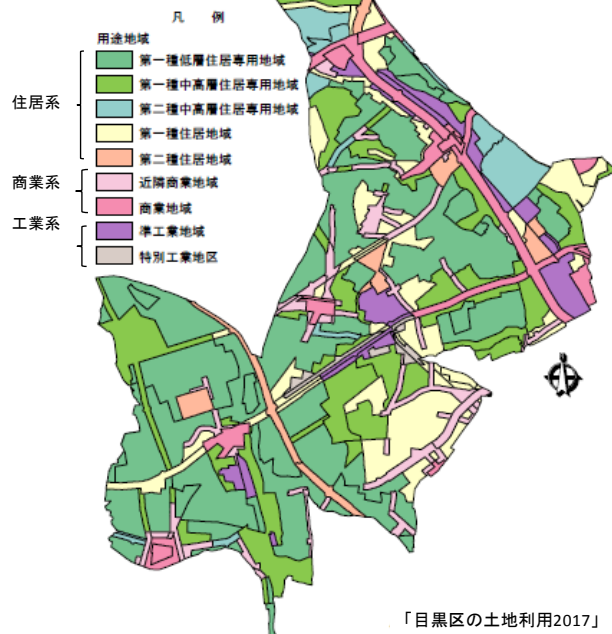 凡 例
用途地域
住居系
第一種低層住居専用地域
第一種中高層住居専用地域
第二種中高層住居専用地域
第一種住居地域
第二種住居地域
商業系
近隣商業地域
商業地域
工業系
準工業地域
特別工業地区
「目黒区の土地利用2017」